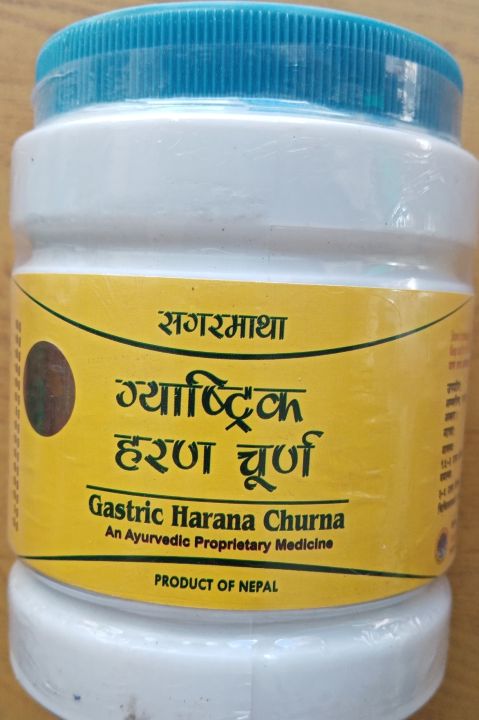 सगरमाथा
ग्याष्ट्रिक
हरण चूर्ण
Gastric Harana Churna
An Ayurvedic Proprietary Medicine
PRODUCT OF NEPAL